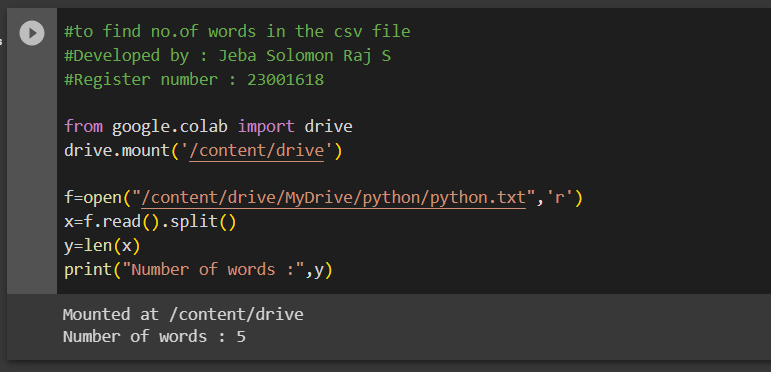 #to find no.of words in the csv file
#Developed by : Jeba Solomon Raj S
#Register number : 23001618
from google.colab import drive
drive.mount('/content/drive')
f=open("/content/drive/MyDrive/python/python.txt",'r')
x=f.read().split()
y=len(x)
print("Number of words :",y)
Mounted at /content/drive
Number of words : 5